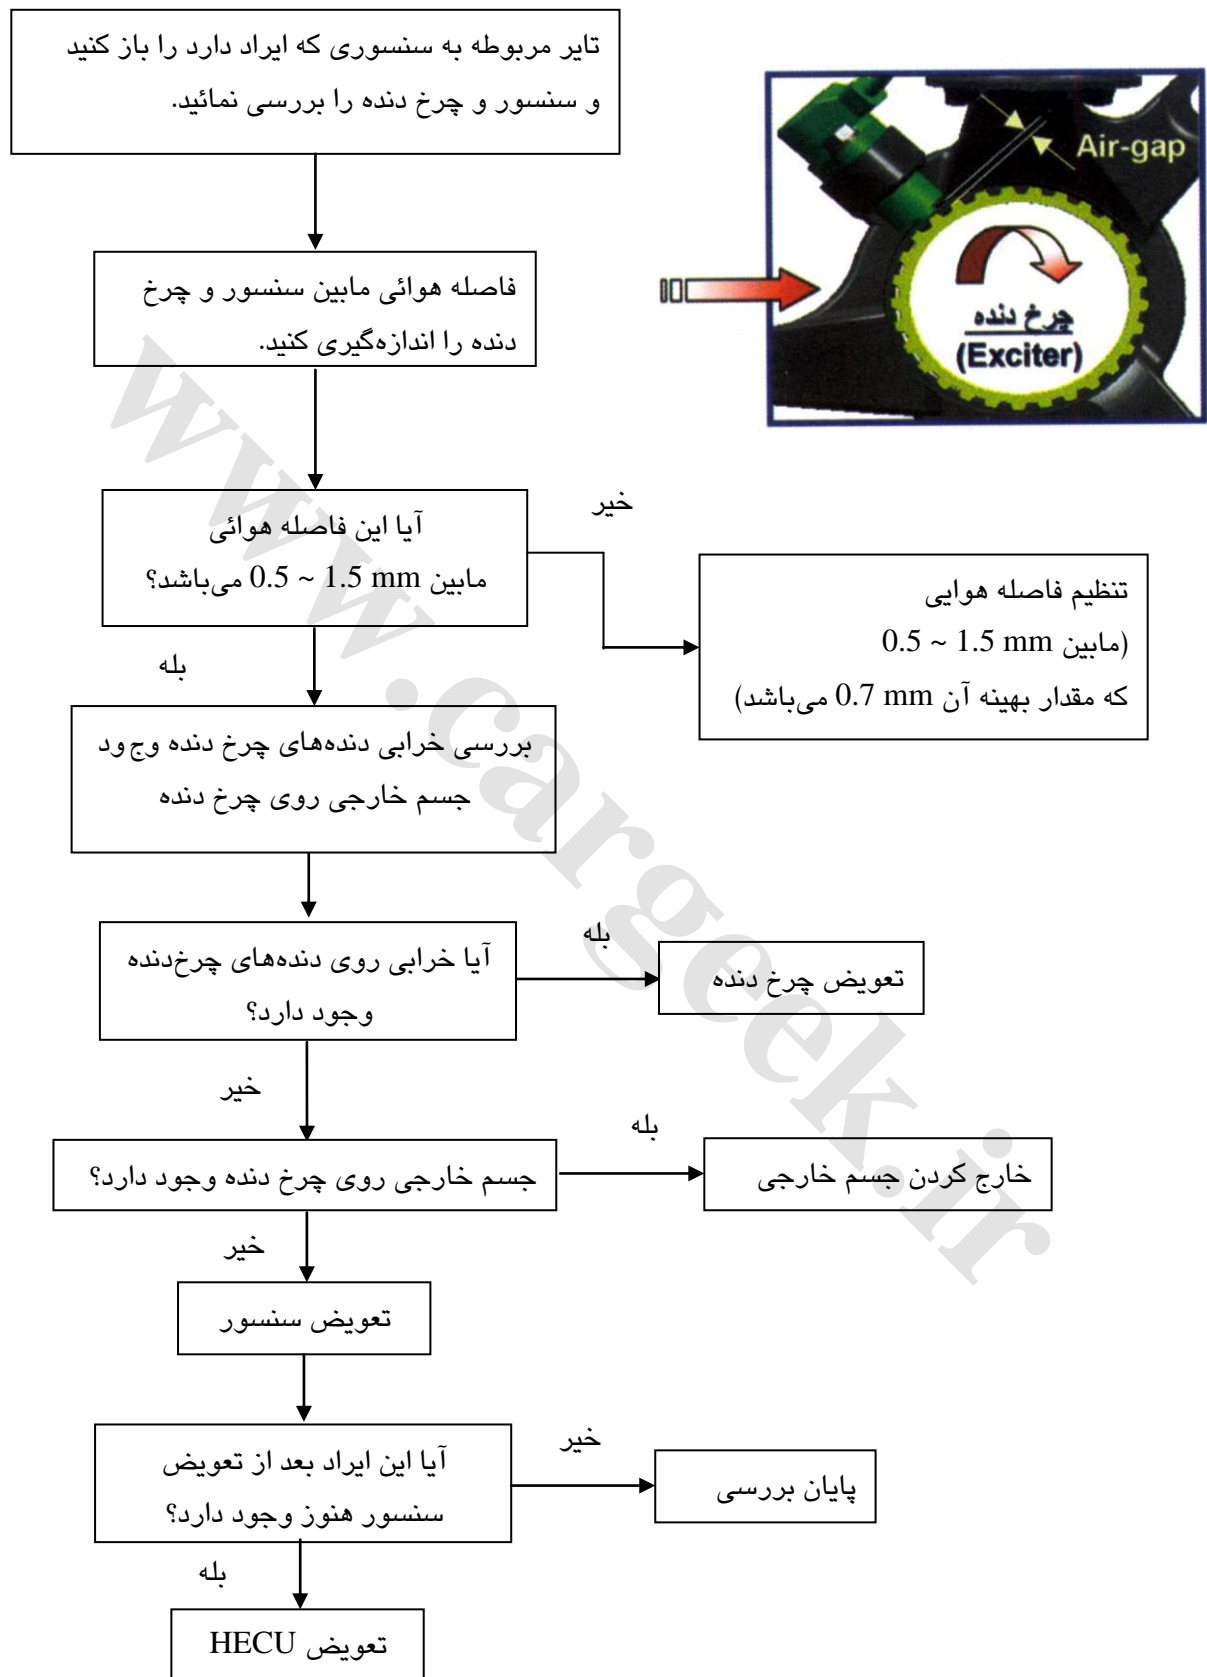 تایر مربوطه به سنسوری که ایراد دارد را باز کنید
و سنسور و چرخ دنده را بررسی نمائید.
Air-gap
چرخ دنده
(Exciter)
فاصله هوائی مابین سنسور و چرخ
دنده را اندازه‌گیری کنید.
آیا این فاصله هوائی
مابین 0.5 ~ 1.5 mm می‌باشد؟
خیر
تنظیم فاصله هوایی
(مابین 0.5 ~ 1.5 mm
که مقدار بهینه آن 0.7 mm می‌باشد)
بله
بررسی خرابی دنده‌های چرخ دنده وجود
جسم خارجی روی چرخ دنده
آیا خرابی روی دنده‌های چرخ‌دنده
وجود دارد؟
بله
تعویض چرخ دنده
خیر
جسم خارجی روی چرخ دنده وجود دارد؟
بله
خارج کردن جسم خارجی
خیر
تعویض سنسور
آیا این ایراد بعد از تعویض
سنسور هنوز وجود دارد؟
خیر
پایان بررسی
بله
تعویض HECU
www.cargeek.ir